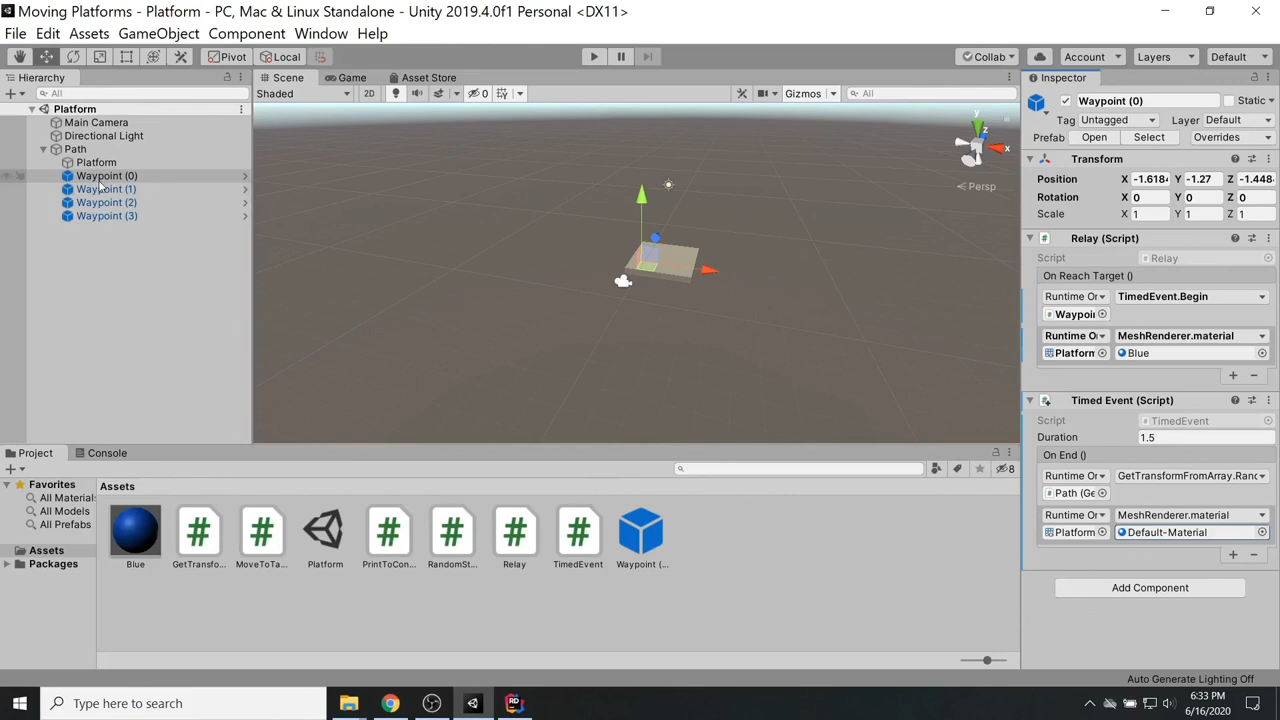 Moving Platforms - Platform - PC, Mac & Linux Standalone - Unity 2019.4.0f1 Personal <DX11>
File Edit Assets GameObject Component Window Help
Pivot Local Collab Account Layers Default
Hierarchy
All
Platform
Main Camera
Directional Light
Path
Platform
Waypoint (0)
Waypoint (1)
Waypoint (2)
Waypoint (3)
Scene Game Asset Store
Shaded 2D 0 Gizmos All
y
z
x
Persp
Inspector
Waypoint (0) Static
Tag Untagged Layer Default
Prefab Open Select Overrides
Transform
Position X -1.6184 Y -1.27 Z -1.448
Rotation X 0 Y 0 Z 0
Scale X 1 Y 1 Z 1
Relay (Script)
Script Relay
On Reach Target ()
Runtime O TimedEvent.Begin
Waypoi
Runtime O MeshRenderer.material
Platform Blue
+ −
Timed Event (Script)
Script TimedEvent
Duration 1.5
On End ()
Runtime O GetTransformFromArray.Ranc
Path (Ge
Runtime O MeshRenderer.material
Platform Default-Material
+ −
Add Component
Project Console
8
Favorites
All Materials
All Models
All Prefabs
Assets
Packages
Assets
Blue GetTransfo... MoveToTa... Platform PrintToCon... RandomSt... Relay TimedEvent Waypoint (...
Auto Generate Lighting Off
Type here to search
RD
6:33 PM
6/16/2020